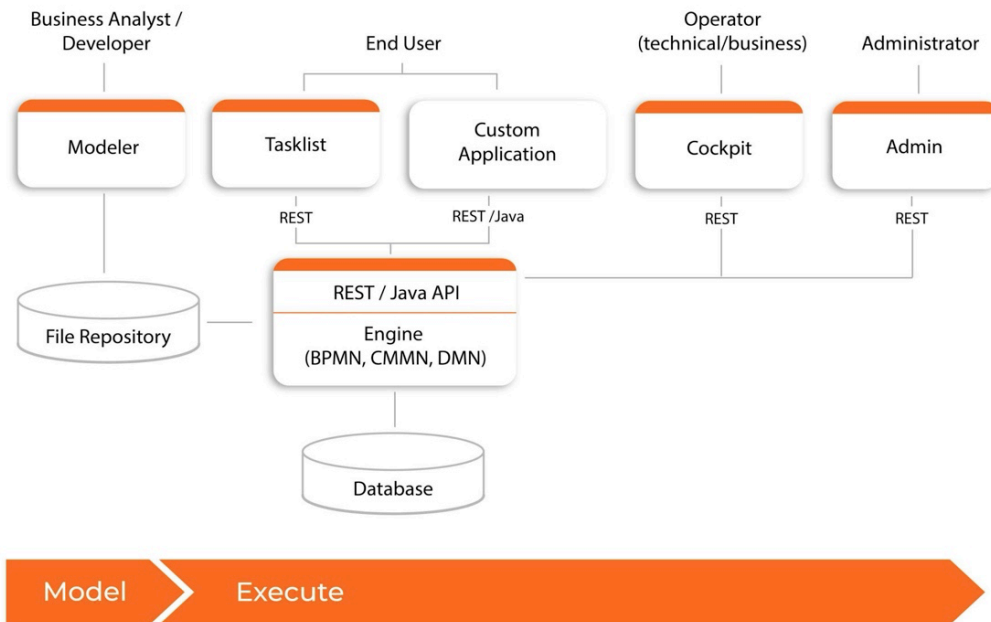 Business Analyst /
Developer
End User
Operator
(technical/business)
Administrator
Modeler
Tasklist
Custom
Application
Cockpit
Admin
REST
REST /Java
REST
REST
REST / Java API
Engine
(BPMN, CMMN, DMN)
File Repository
Database
Model
Execute